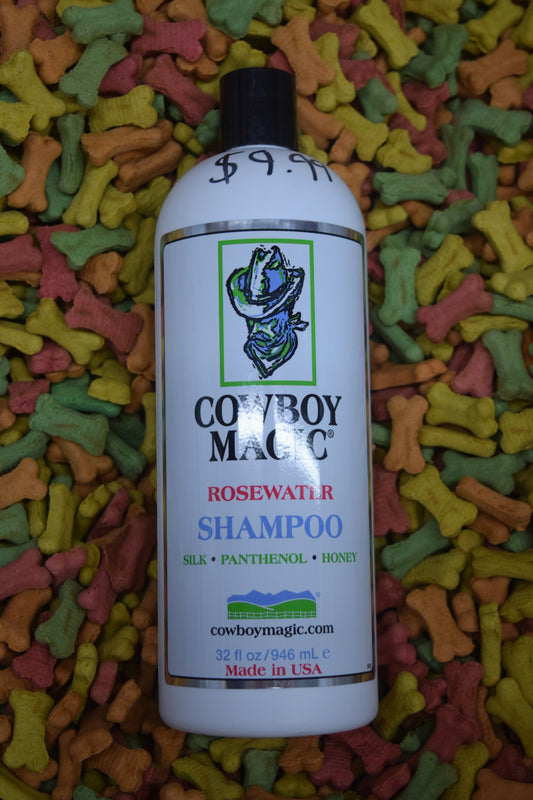 $9.99
COWBOY
MAGIC®
ROSEWATER
SHAMPOO
SILK • PANTHENOL • HONEY
cowboymagic.com
32 fl oz/946 mL e
Made in USA